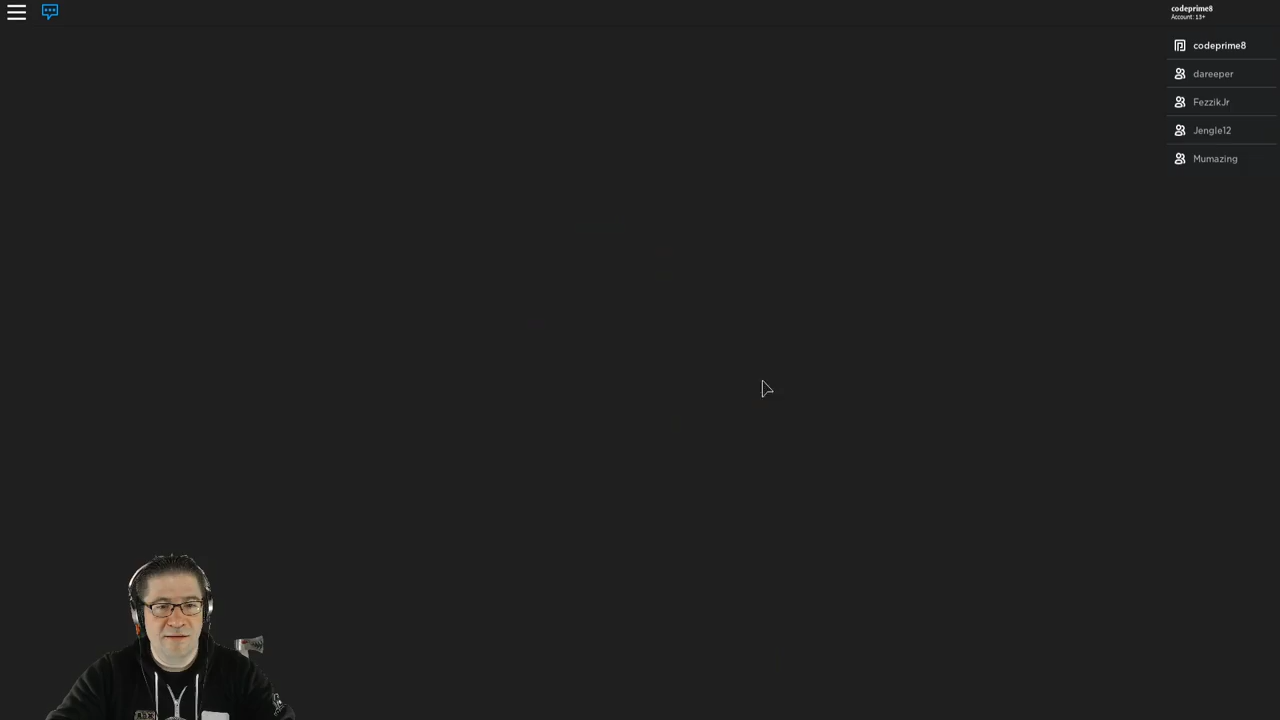 codeprime8
Account: 13+
codeprime8
dareeper
FezzikJr
Jengle12
Mumazing